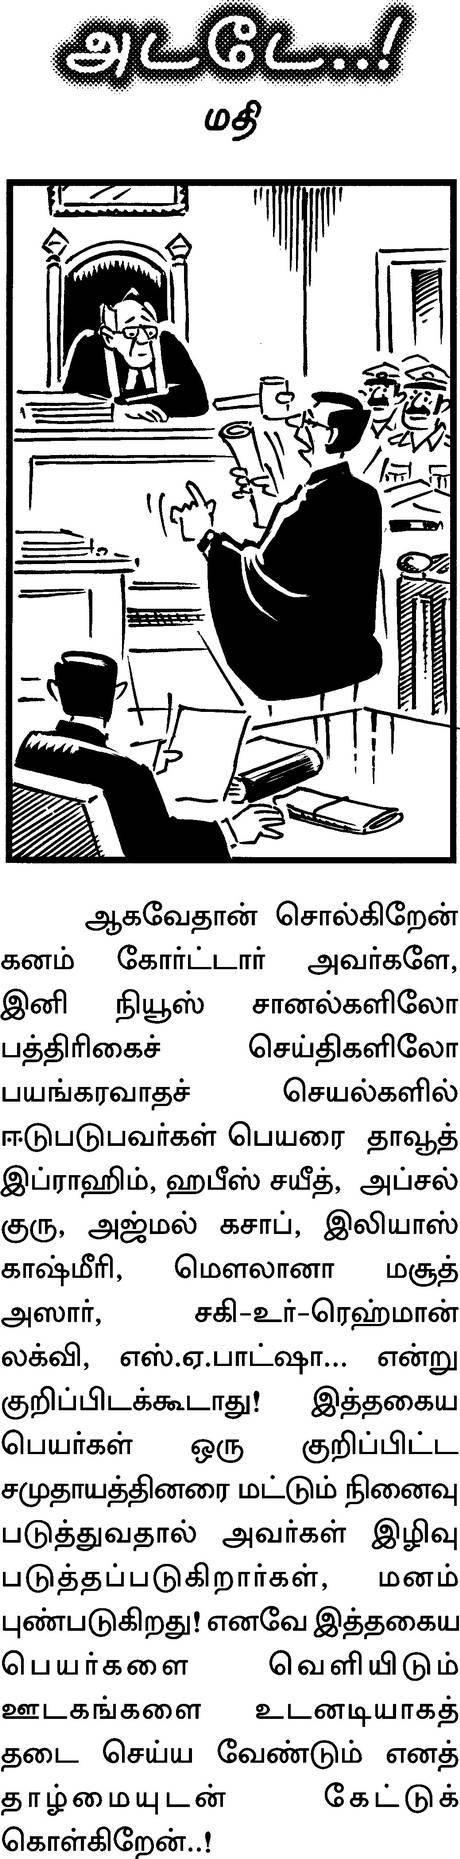 அடடே..!
மதி
ஆகவேதான் சொல்கிறேன்
கனம் கோர்ட்டார் அவர்களே,
இனி நியூஸ் சானல்களிலோ
பத்திரிகைச் செய்திகளிலோ
பயங்கரவாதச் செயல்களில்
ஈடுபடுபவர்கள் பெயரை தாவூத்
இப்ராஹிம், ஹபீஸ் சயீத், அப்சல்
குரு, அஜ்மல் கசாப், இலியாஸ்
காஷ்மீரி, மௌலானா மசூத்
அஸார், சகி-உர்-ரெஹ்மான்
லக்வி, எஸ்.ஏ.பாட்ஷா... என்று
குறிப்பிடக்கூடாது! இத்தகைய
பெயர்கள் ஒரு குறிப்பிட்ட
சமுதாயத்தினரை மட்டும் நினைவு
படுத்துவதால் அவர்கள் இழிவு
படுத்தப்படுகிறார்கள், மனம்
புண்படுகிறது! எனவே இத்தகைய
பெயர்களை வெளியிடும்
ஊடகங்களை உடனடியாகத்
தடை செய்ய வேண்டும் எனத்
தாழ்மையுடன் கேட்டுக்
கொள்கிறேன்..!